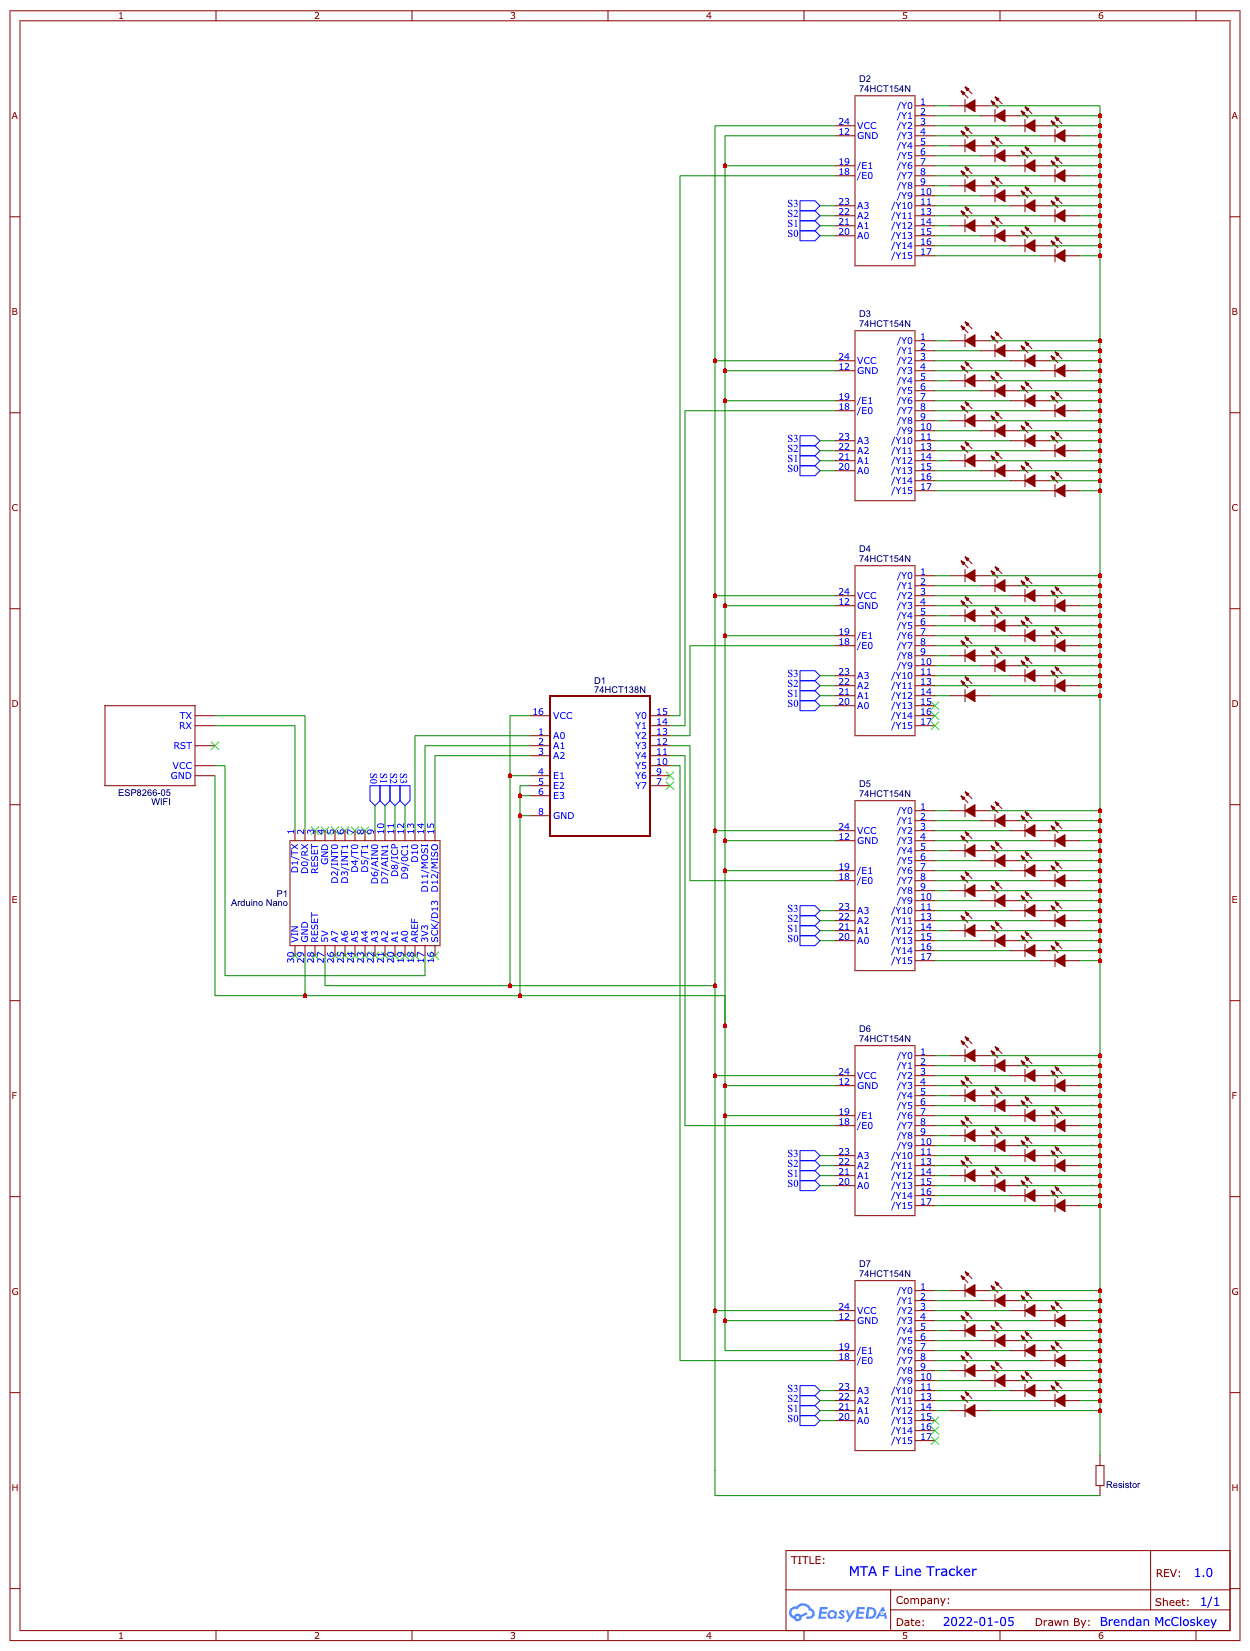 1 2 3 4 5 6
A A
B B
C C
D D
E E
F F
G G
H H
D2
74HCT154N
24 VCC
12 GND
19 /E1
18 /E0
S3 23 A3
S2 22 A2
S1 21 A1
S0 20 A0
/Y0 1
/Y1 2
/Y2 3
/Y3 4
/Y4 5
/Y5 6
/Y6 7
/Y7 8
/Y8 9
/Y9 10
/Y10 11
/Y11 13
/Y12 14
/Y13 15
/Y14 16
/Y15 17
D3
74HCT154N
24 VCC
12 GND
19 /E1
18 /E0
S3 23 A3
S2 22 A2
S1 21 A1
S0 20 A0
/Y0 1
/Y1 2
/Y2 3
/Y3 4
/Y4 5
/Y5 6
/Y6 7
/Y7 8
/Y8 9
/Y9 10
/Y10 11
/Y11 13
/Y12 14
/Y13 15
/Y14 16
/Y15 17
D4
74HCT154N
24 VCC
12 GND
19 /E1
18 /E0
S3 23 A3
S2 22 A2
S1 21 A1
S0 20 A0
/Y0 1
/Y1 2
/Y2 3
/Y3 4
/Y4 5
/Y5 6
/Y6 7
/Y7 8
/Y8 9
/Y9 10
/Y10 11
/Y11 13
/Y12 14
/Y13 15
/Y14 16
/Y15 17
D1
74HCT138N
16 VCC
1 A0
2 A1
3 A2
4 E1
5 E2
6 E3
8 GND
Y0 15
Y1 14
Y2 13
Y3 12
Y4 11
Y5 10
Y6 9
Y7 7
TX
RX
RST
VCC
GND
ESP8266-05
WIFI
S0 S1 S2 S3
1 D1/TX
2 D0/RX
3 RESET
4 GND
5 D2/INT0
6 D3/INT1
7 D4/T0
8 D5/T1
9 D6/AIN0
10 D7/AIN1
11 D8/ICP
12 D9/OC1
13 D10
14 D11/MOSI
15 D12/MISO
P1
Arduino Nano
30 VIN
29 GND
28 RESET
27 5V
26 A7
25 A6
24 A5
23 A4
22 A3
21 A2
20 A1
19 A0
18 AREF
17 3V3
16 SCK/D13
D5
74HCT154N
24 VCC
12 GND
19 /E1
18 /E0
S3 23 A3
S2 22 A2
S1 21 A1
S0 20 A0
/Y0 1
/Y1 2
/Y2 3
/Y3 4
/Y4 5
/Y5 6
/Y6 7
/Y7 8
/Y8 9
/Y9 10
/Y10 11
/Y11 13
/Y12 14
/Y13 15
/Y14 16
/Y15 17
D6
74HCT154N
24 VCC
12 GND
19 /E1
18 /E0
S3 23 A3
S2 22 A2
S1 21 A1
S0 20 A0
/Y0 1
/Y1 2
/Y2 3
/Y3 4
/Y4 5
/Y5 6
/Y6 7
/Y7 8
/Y8 9
/Y9 10
/Y10 11
/Y11 13
/Y12 14
/Y13 15
/Y14 16
/Y15 17
D7
74HCT154N
24 VCC
12 GND
19 /E1
18 /E0
S3 23 A3
S2 22 A2
S1 21 A1
S0 20 A0
/Y0 1
/Y1 2
/Y2 3
/Y3 4
/Y4 5
/Y5 6
/Y6 7
/Y7 8
/Y8 9
/Y9 10
/Y10 11
/Y11 13
/Y12 14
/Y13 15
/Y14 16
/Y15 17
Resistor
TITLE:
MTA F Line Tracker
REV: 1.0
EasyEDA
Company:
Sheet: 1/1
Date: 2022-01-05 Drawn By: Brendan McCloskey
1 2 3 4 5 6